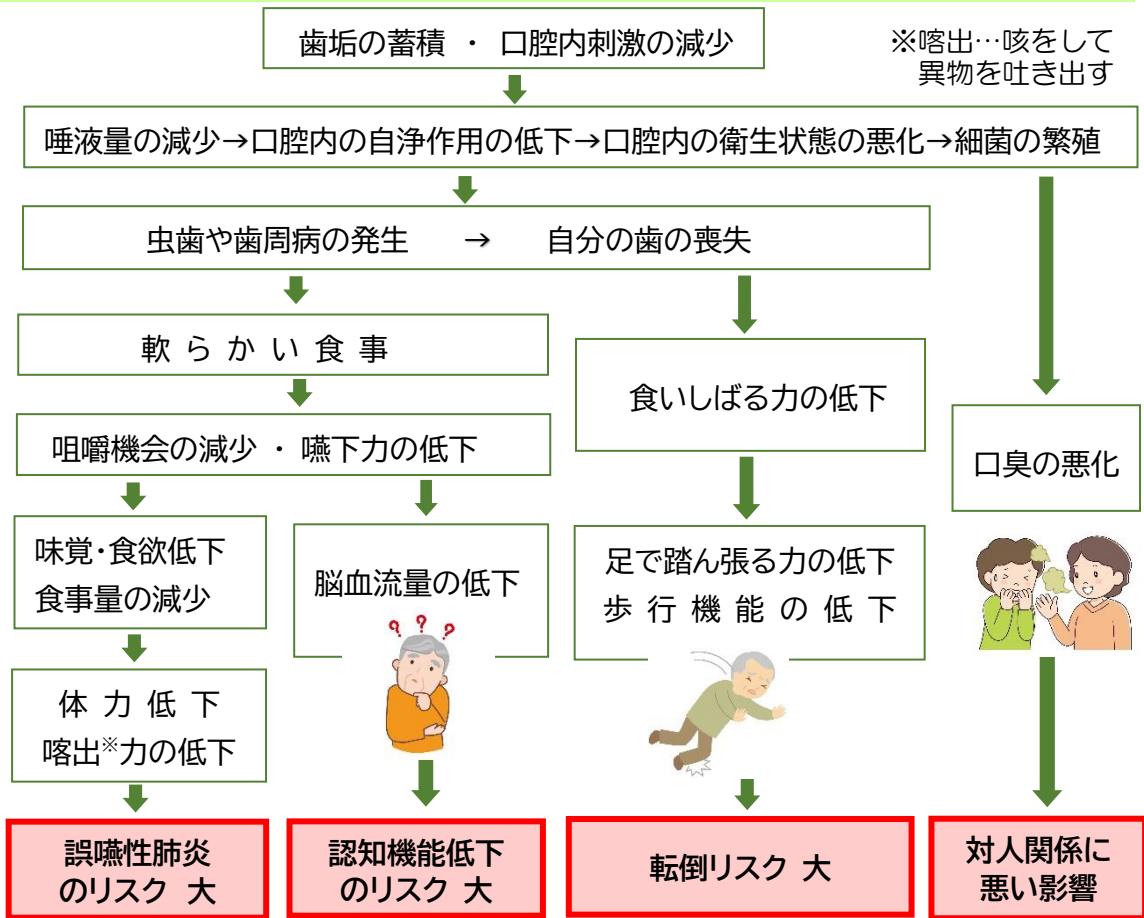 歯垢の蓄積 ・ 口腔内刺激の減少
※喀出…咳をして
異物を吐き出す
唾液量の減少→口腔内の自浄作用の低下→口腔内の衛生状態の悪化→細菌の繁殖
虫歯や歯周病の発生 → 自分の歯の喪失
軟らかい食事
咀嚼機会の減少 ・ 嚥下力の低下
味覚・食欲低下
食事量の減少
体力低下
喀出※力の低下
誤嚥性肺炎
のリスク 大
脳血流量の低下
? ? ?
認知機能低下
のリスク 大
食いしばる力の低下
足で踏ん張る力の低下
歩行機能の低下
転倒リスク 大
口臭の悪化
対人関係に
悪い影響